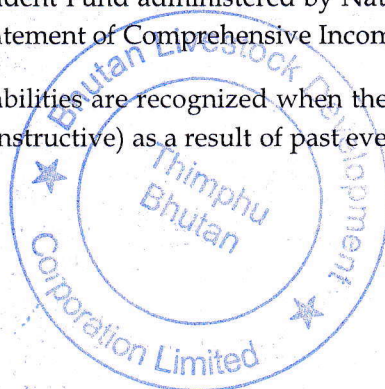 dent Fund administered by Nat
tement of Comprehensive Incom
abilities are recognized when the
nstructive) as a result of past eve
Bhutan Livestock Development
Thimphu
Bhutan
Corporation Limited